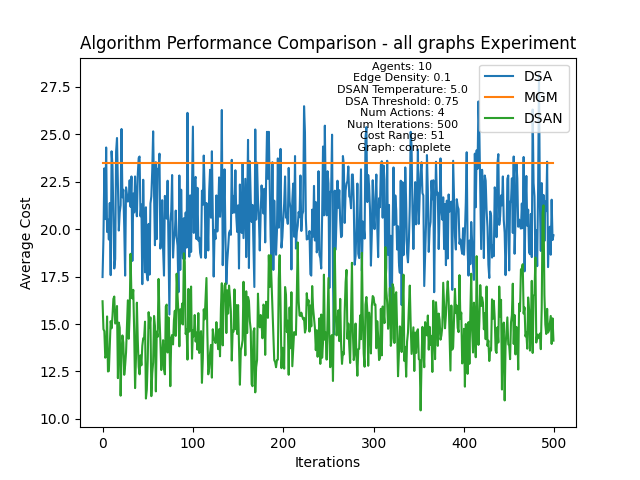 Algorithm Performance Comparison - all graphs Experiment
Agents: 10
Edge Density: 0.1
DSAN Temperature: 5.0
DSA Threshold: 0.75
Num Actions: 4
Num Iterations: 500
Cost Range: 51
Graph: complete
DSA
MGM
DSAN
Average Cost
27.5
25.0
22.5
20.0
17.5
15.0
12.5
10.0
0 100 200 300 400 500
Iterations